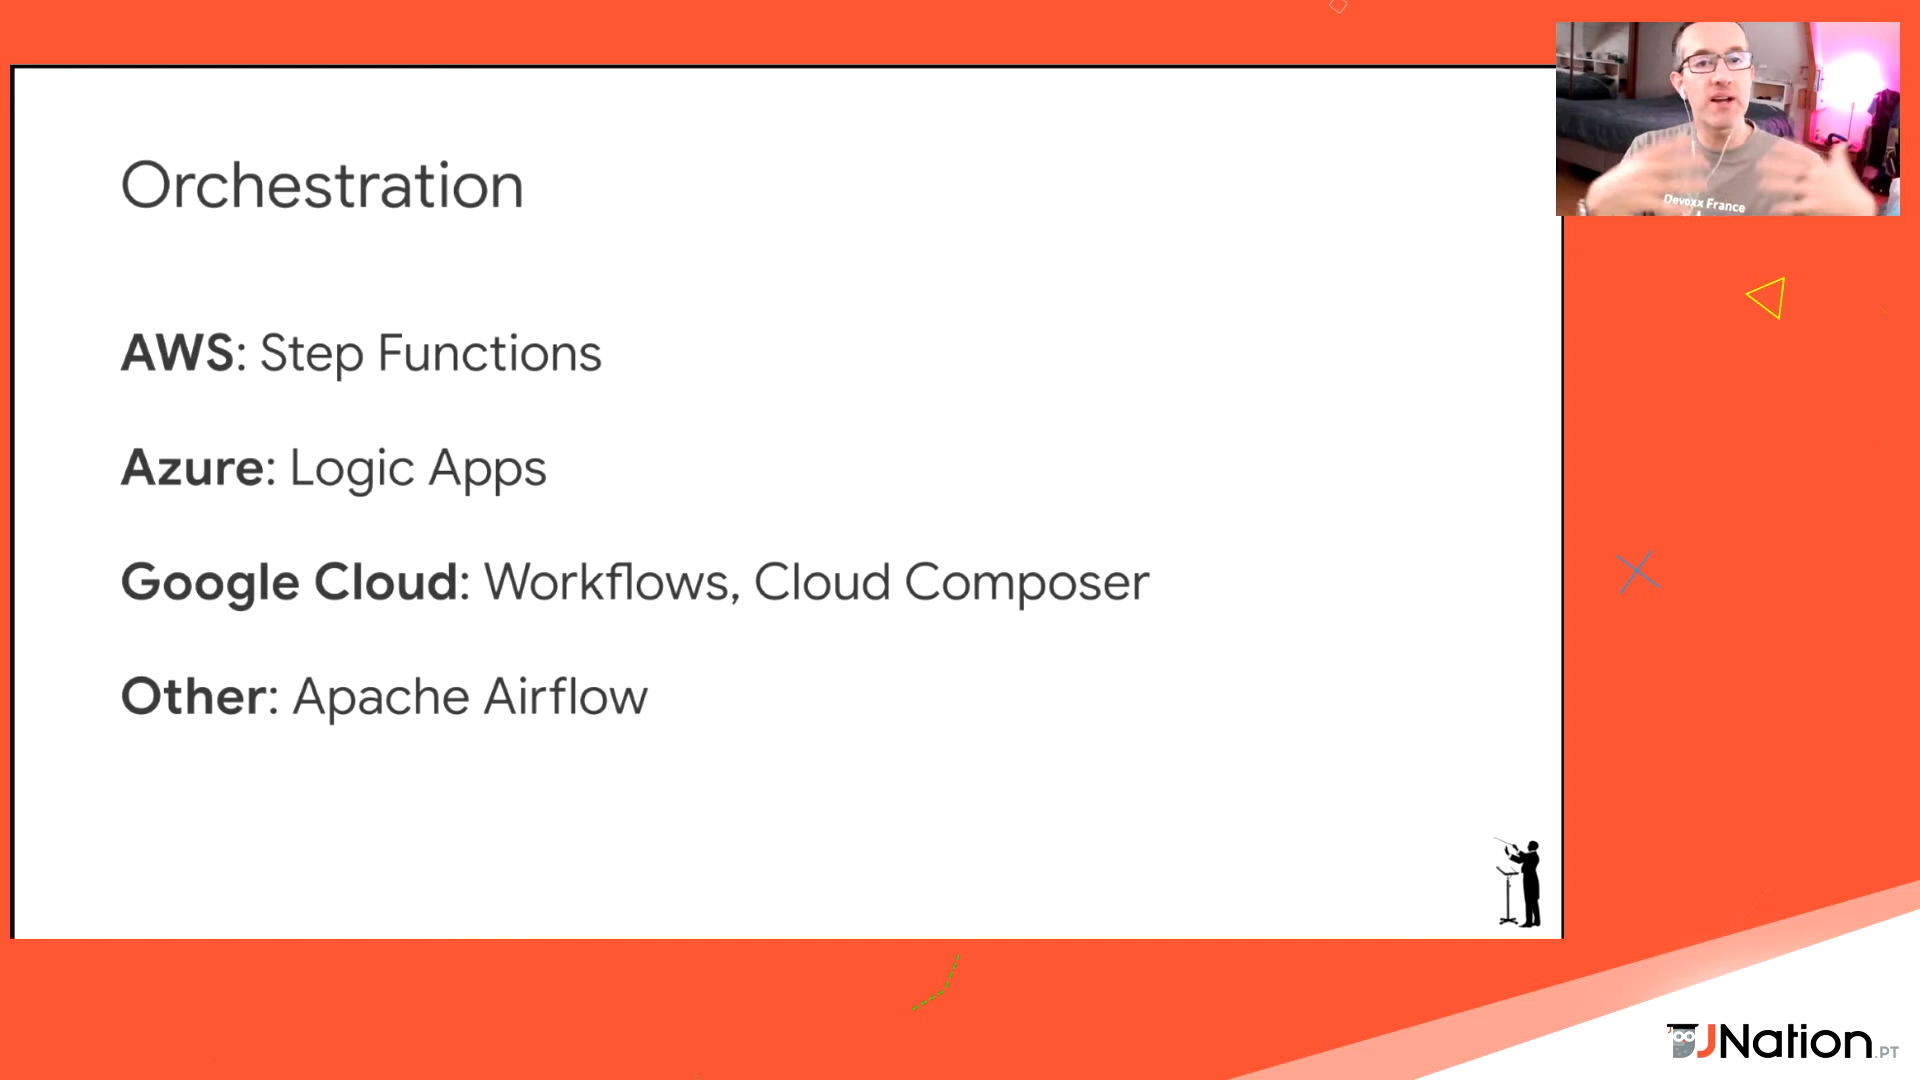 Orchestration
AWS: Step Functions
Azure: Logic Apps
Google Cloud: Workflows, Cloud Composer
Other: Apache Airflow
Devoxx France
JNation.PT